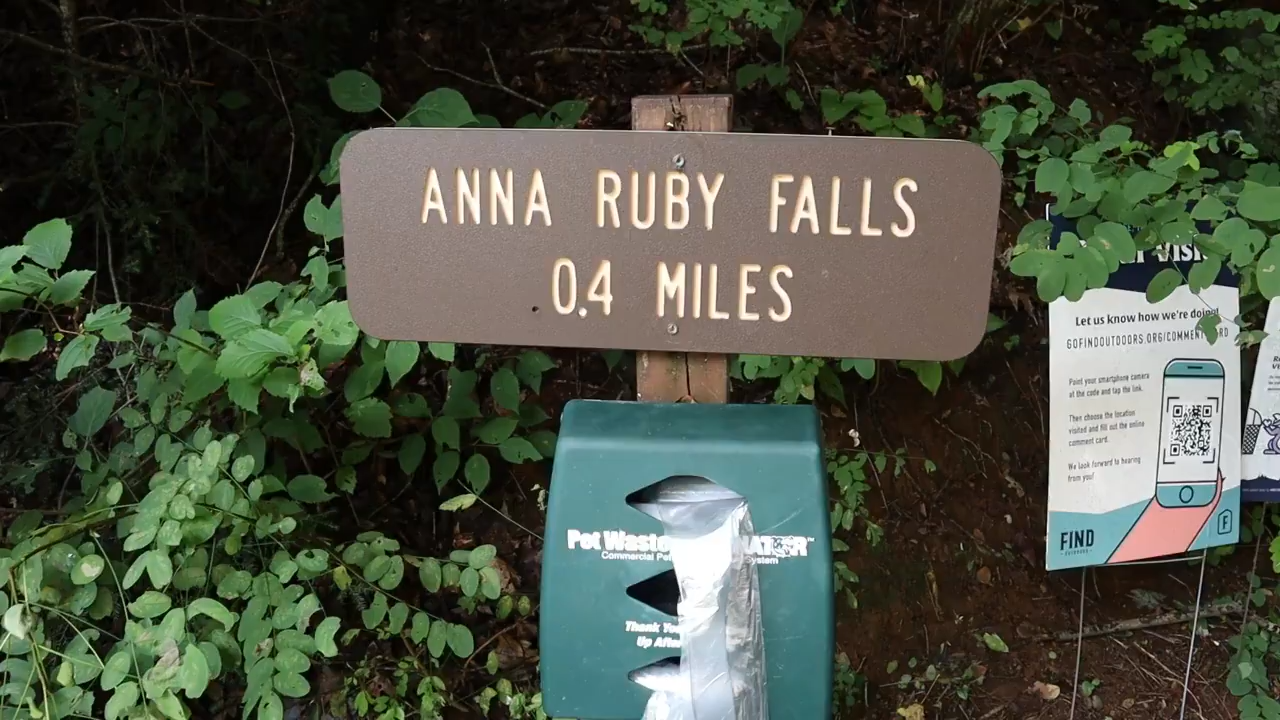 ANNA RUBY FALLS
0.4 MILES
Pet Waste
Commercial Pet
Thank
Up
Let us know how we're doing!
GOFINDOUTDOORS.ORG/COMMENTCARD
Point your smartphone camera
at the code and tap the link.
Then choose the location
visited and fill out the online
comment card.
We look forward to hearing
from you!
FIND
OUTDOORS